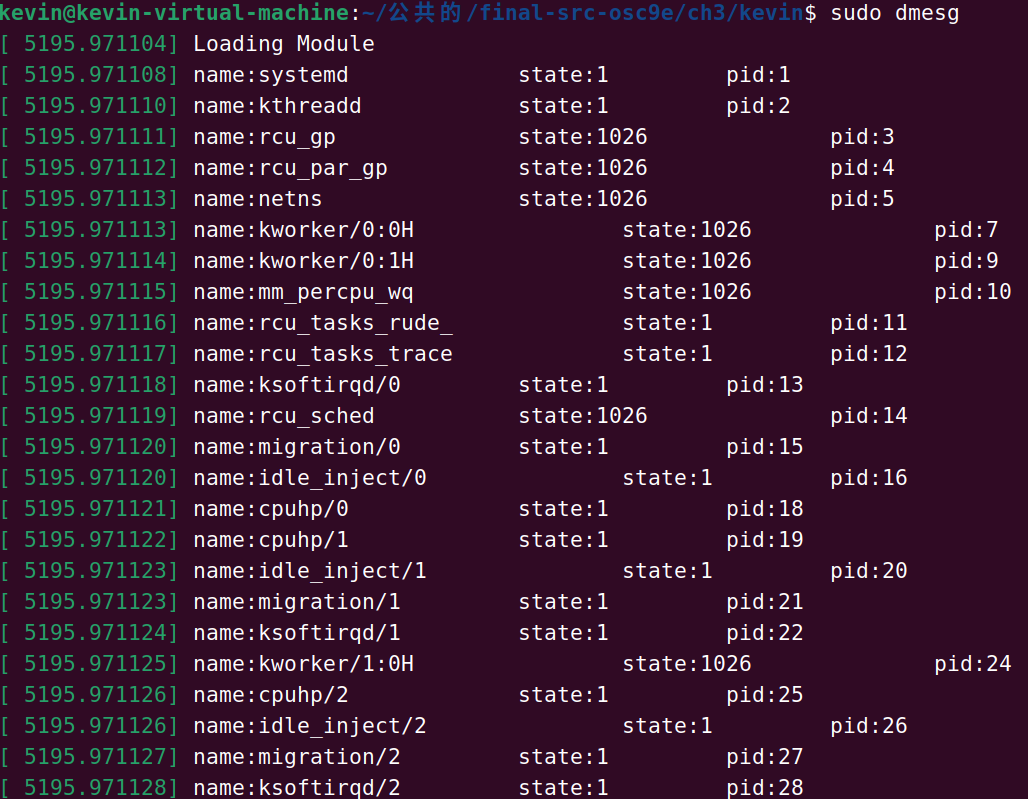 kevin@kevin-virtual-machine:~/公共的/final-src-osc9e/ch3/kevin$ sudo dmesg
[ 5195.971104] Loading Module
[ 5195.971108] name:systemd state:1 pid:1
[ 5195.971110] name:kthreadd state:1 pid:2
[ 5195.971111] name:rcu_gp state:1026 pid:3
[ 5195.971112] name:rcu_par_gp state:1026 pid:4
[ 5195.971113] name:netns state:1026 pid:5
[ 5195.971113] name:kworker/0:0H state:1026 pid:7
[ 5195.971114] name:kworker/0:1H state:1026 pid:9
[ 5195.971115] name:mm_percpu_wq state:1026 pid:10
[ 5195.971116] name:rcu_tasks_rude_ state:1 pid:11
[ 5195.971117] name:rcu_tasks_trace state:1 pid:12
[ 5195.971118] name:ksoftirqd/0 state:1 pid:13
[ 5195.971119] name:rcu_sched state:1026 pid:14
[ 5195.971120] name:migration/0 state:1 pid:15
[ 5195.971120] name:idle_inject/0 state:1 pid:16
[ 5195.971121] name:cpuhp/0 state:1 pid:18
[ 5195.971122] name:cpuhp/1 state:1 pid:19
[ 5195.971123] name:idle_inject/1 state:1 pid:20
[ 5195.971123] name:migration/1 state:1 pid:21
[ 5195.971124] name:ksoftirqd/1 state:1 pid:22
[ 5195.971125] name:kworker/1:0H state:1026 pid:24
[ 5195.971126] name:cpuhp/2 state:1 pid:25
[ 5195.971126] name:idle_inject/2 state:1 pid:26
[ 5195.971127] name:migration/2 state:1 pid:27
[ 5195.971128] name:ksoftirqd/2 state:1 pid:28